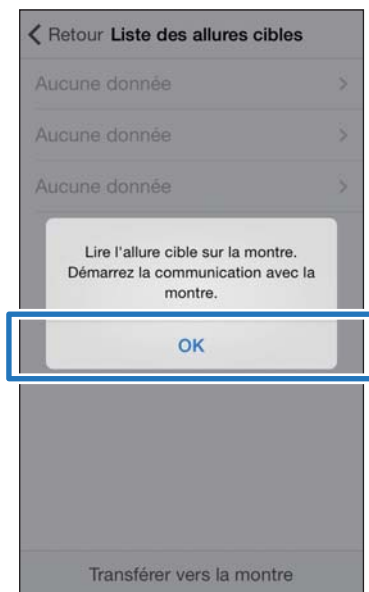 Retour Liste des allures cibles
Aucune donnée
Aucune donnée
Aucune donnée
Lire l'allure cible sur la montre.
Démarrez la communication avec la
montre.
OK
Transférer vers la montre